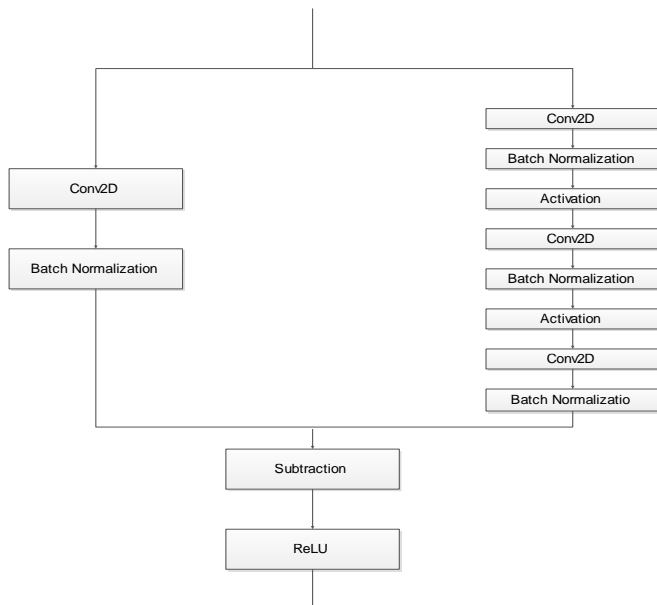 Conv2D
Batch Normalization
Conv2D
Batch Normalization
Activation
Conv2D
Batch Normalization
Activation
Conv2D
Batch Normalizatio
Subtraction
ReLU